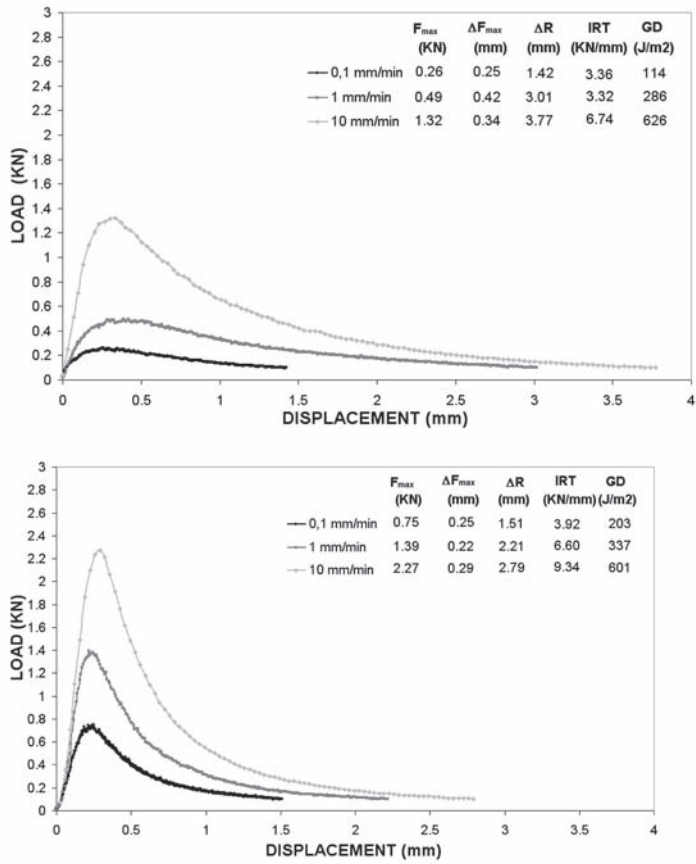 F max ΔF max ΔR IRT GD
(KN) (mm) (mm) (KN/mm) (J/m2)
0,1 mm/min 0.26 0.25 1.42 3.36 114
1 mm/min 0.49 0.42 3.01 3.32 286
10 mm/min 1.32 0.34 3.77 6.74 626
LOAD (KN)
3
2.8
2.6
2.4
2.2
2
1.8
1.6
1.4
1.2
1
0.8
0.6
0.4
0.2
0
0 0.5 1 1.5 2 2.5 3 3.5 4
DISPLACEMENT (mm)
F max ΔF max ΔR IRT GD
(KN) (mm) (mm) (KN/mm) (J/m2)
0,1 mm/min 0.75 0.25 1.51 3.92 203
1 mm/min 1.39 0.22 2.21 6.60 337
10 mm/min 2.27 0.29 2.79 9.34 601
LOAD (KN)
3
2.8
2.6
2.4
2.2
2
1.8
1.6
1.4
1.2
1
0.8
0.6
0.4
0.2
0
0 0.5 1 1.5 2 2.5 3 3.5 4
DISPLACEMENT (mm)